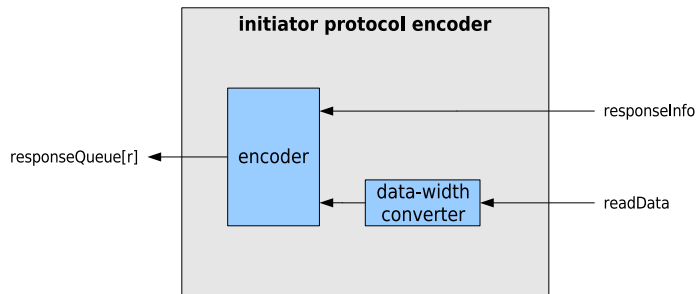 initiator protocol encoder
responseInfo
responseQueue[r]
encoder
data-width
converter
readData